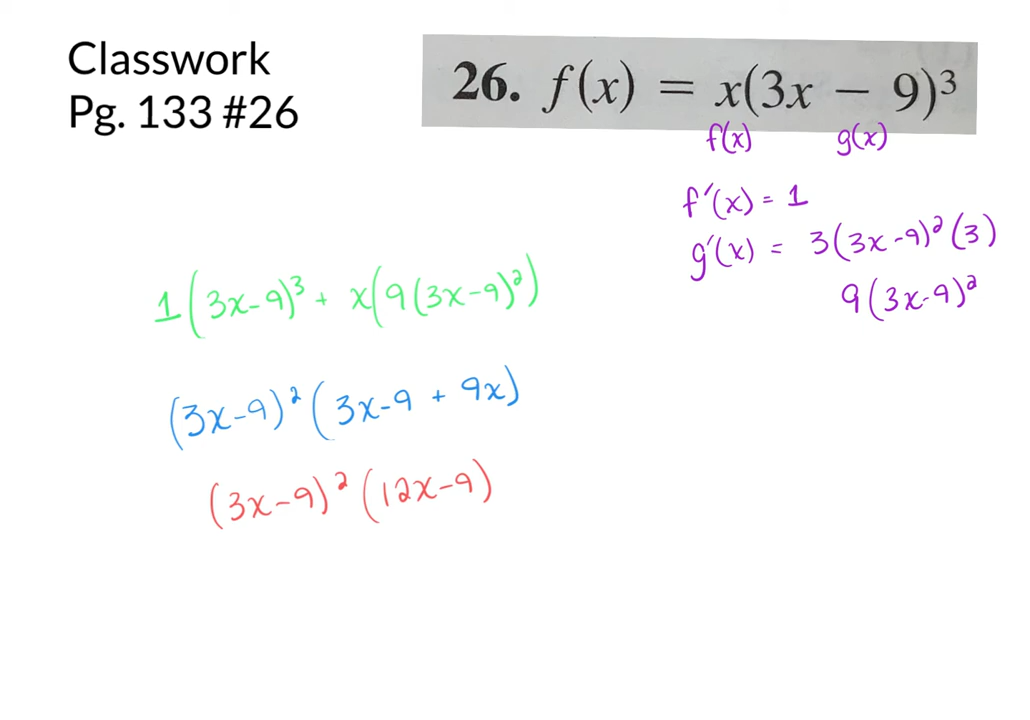 Classwork
Pg. 133 #26
26. f(x) = x(3x − 9)³
f(x) g(x)
f′(x) = 1
g′(x) = 3(3x-9)²(3)
9(3x-9)²
1(3x-9)³ + x(9(3x-9)²)
(3x-9)²(3x-9 + 9x)
(3x-9)²(12x-9)